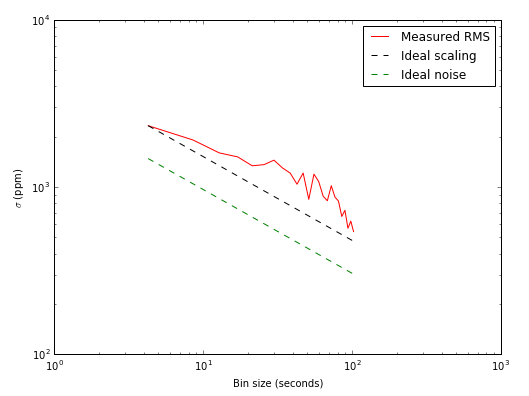 Measured RMS
Ideal scaling
Ideal noise
10^4
10^3
10^2
σ (ppm)
10^0
10^1
10^2
10^3
Bin size (seconds)